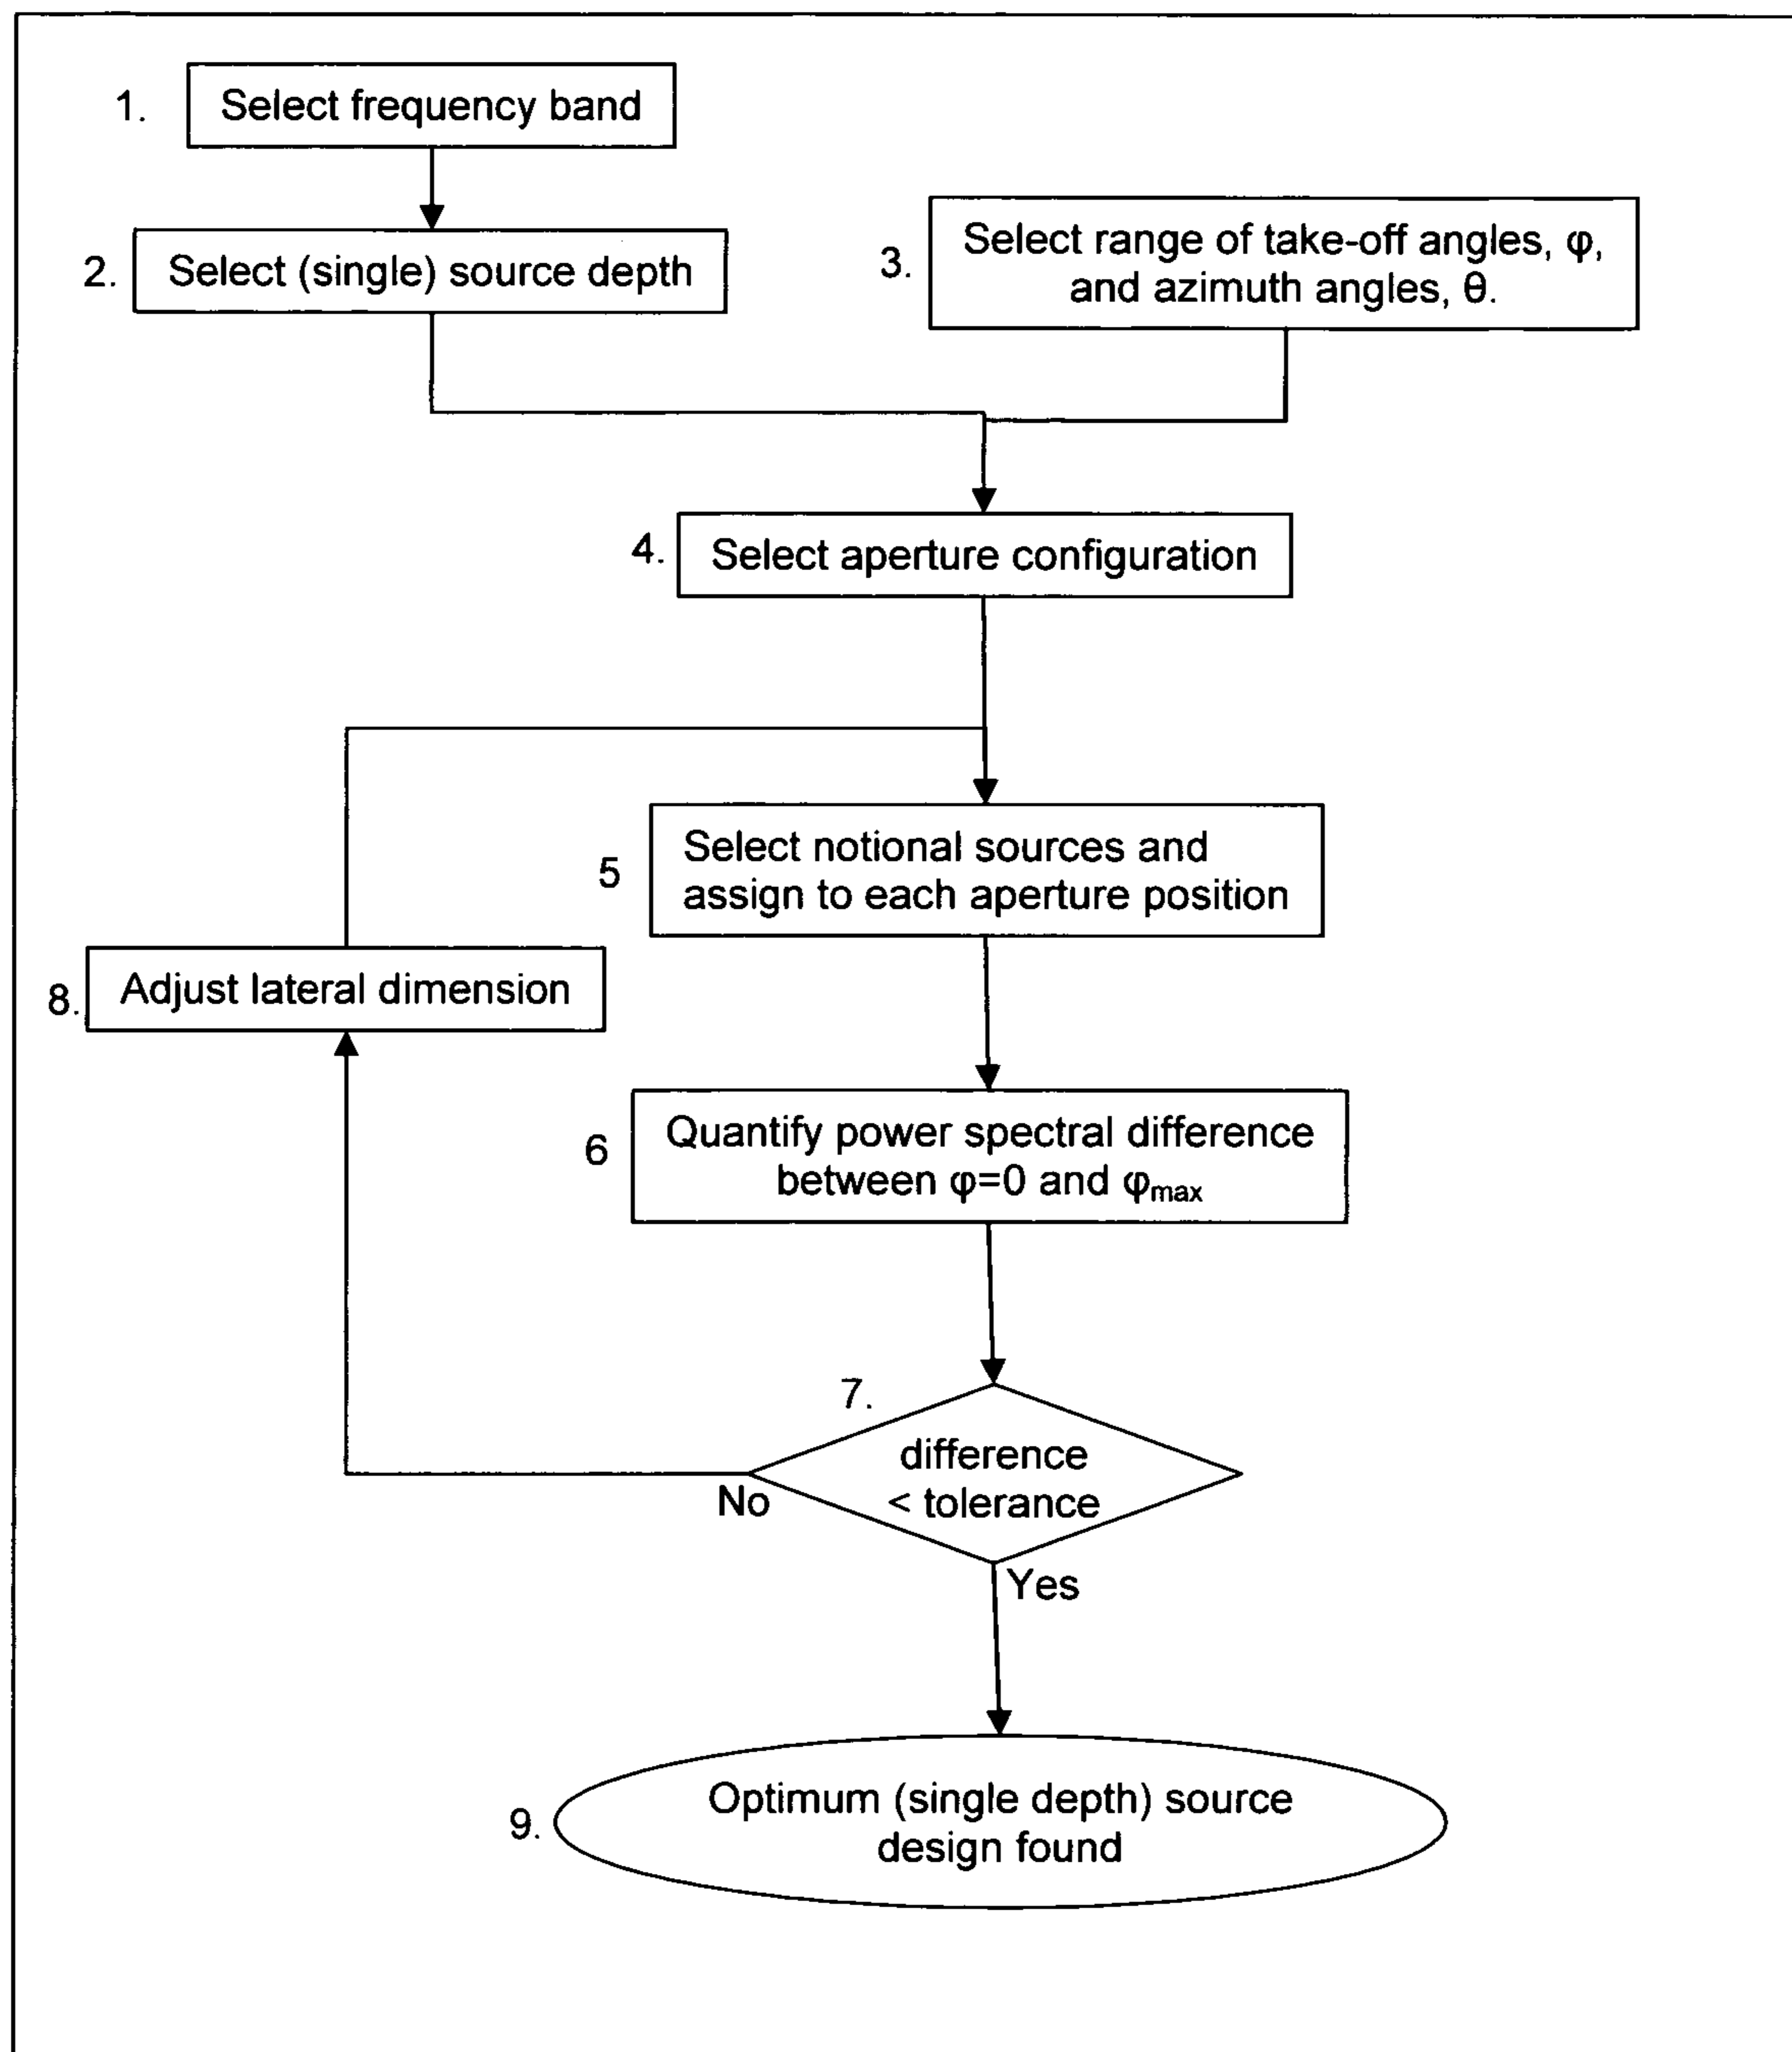 1.
Select frequency band
2.
Select (single) source depth
3.
Select range of take-off angles, φ,
and azimuth angles, θ.
4.
Select aperture configuration
5
Select notional sources and
assign to each aperture position
8.
Adjust lateral dimension
6
Quantify power spectral difference
between φ=0 and φmax
7.
difference
< tolerance
No
Yes
9.
Optimum (single depth) source
design found